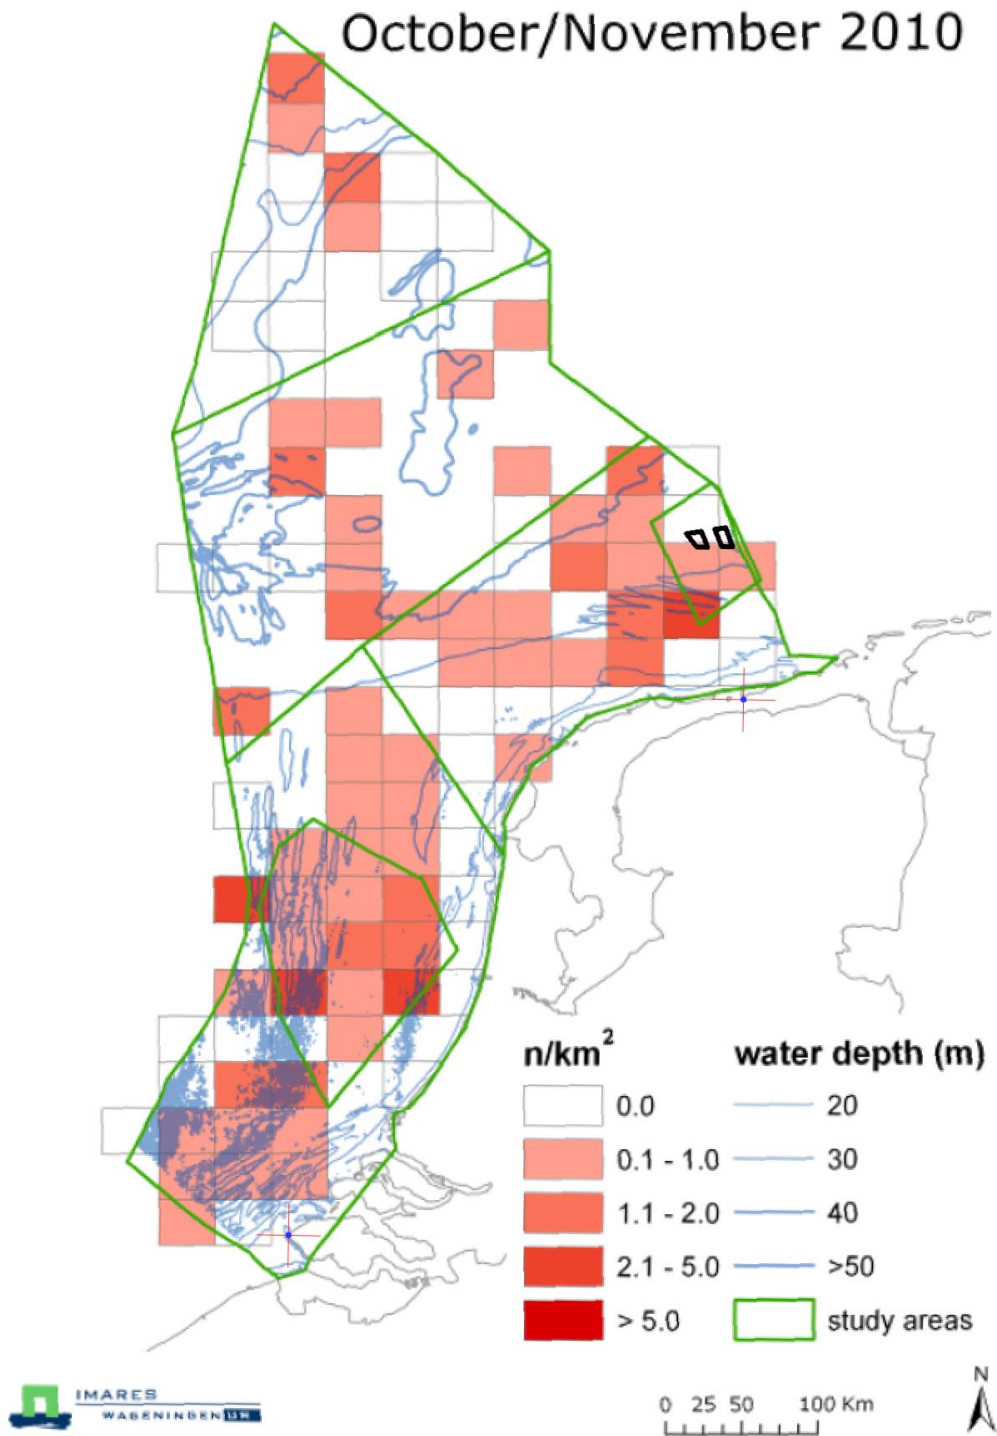 October/November 2010
n/km²
0.0
0.1 - 1.0
1.1 - 2.0
2.1 - 5.0
> 5.0
water depth (m)
20
30
40
>50
study areas
IMARES
WAGENINGEN UR
0 25 50 100 Km
N